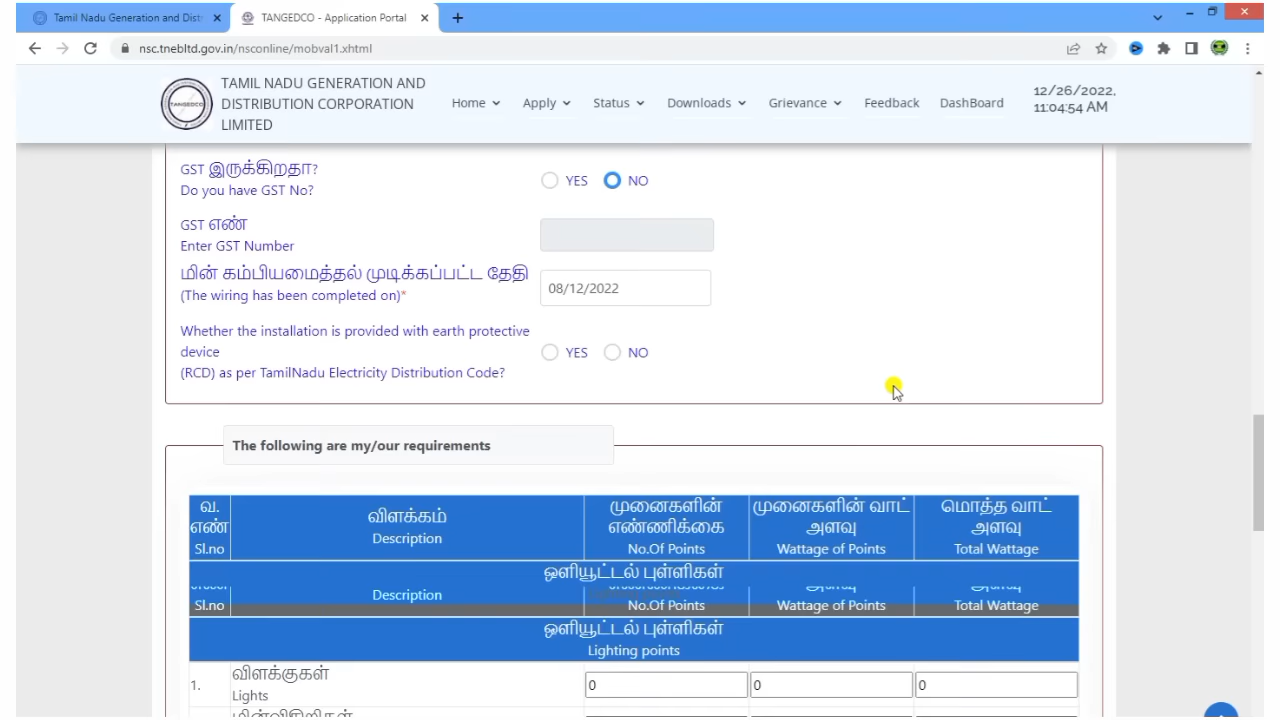 Tamil Nadu Generation and Dist
TANGEDCO - Application Portal
nsc.tnebltd.gov.in/nsconline/mobval1.xhtml
TANGEDCO
TAMIL NADU GENERATION AND
DISTRIBUTION CORPORATION
LIMITED
Home
Apply
Status
Downloads
Grievance
Feedback
DashBoard
12/26/2022,
11:04:54 AM
GST இருக்கிறதா?
Do you have GST No?
YES
NO
GST எண்
Enter GST Number
மின் கம்பியமைத்தல் முடிக்கப்பட்ட தேதி
(The wiring has been completed on)*
08/12/2022
Whether the installation is provided with earth protective
device
(RCD) as per TamilNadu Electricity Distribution Code?
YES
NO
The following are my/our requirements
வ.
எண்
Sl.no
விளக்கம்
Description
முனைகளின்
எண்ணிக்கை
No.Of Points
முனைகளின் வாட்
அளவு
Wattage of Points
மொத்த வாட்
அளவு
Total Wattage
ஒளியூட்டல் புள்ளிகள்
Sl.no
Description
No.Of Points
Wattage of Points
Total Wattage
ஒளியூட்டல் புள்ளிகள்
Lighting points
1.
விளக்குகள்
Lights
0
0
0